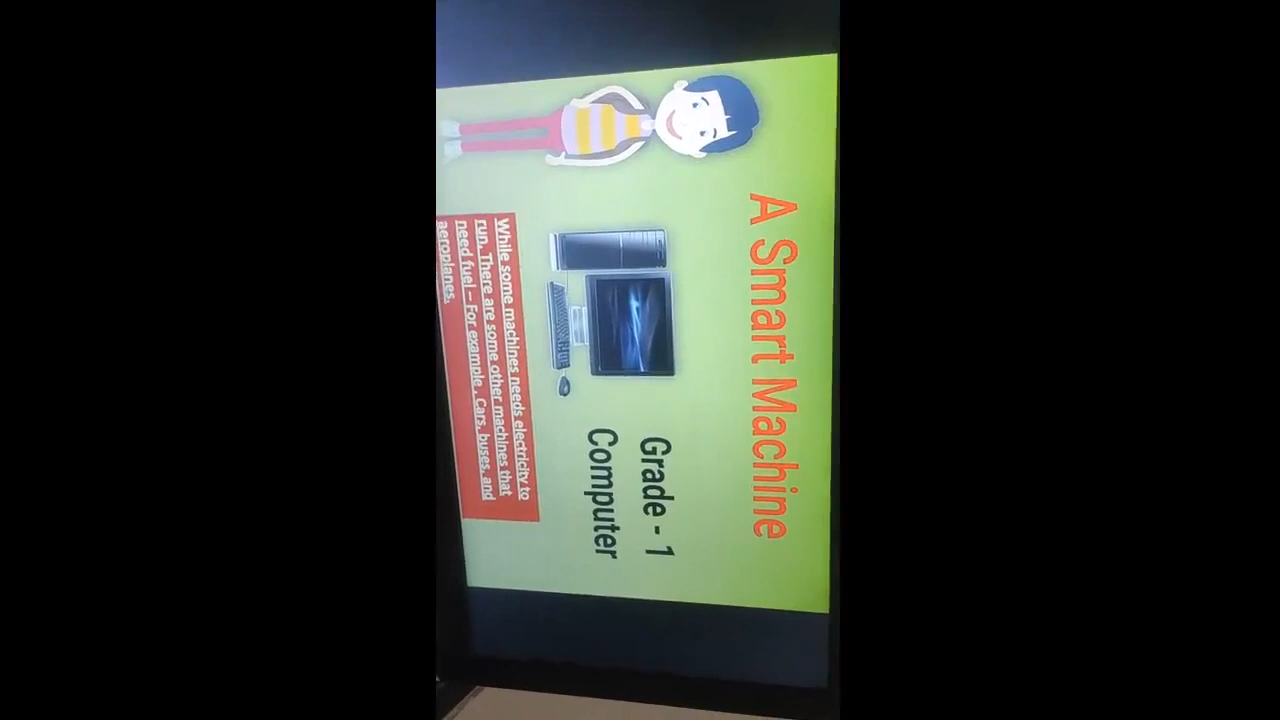 A Smart Machine
Grade - 1
Computer
While some machines needs electricity to
run. There are some other machines that
need fuel – For example , Cars, buses, and
aeroplanes.